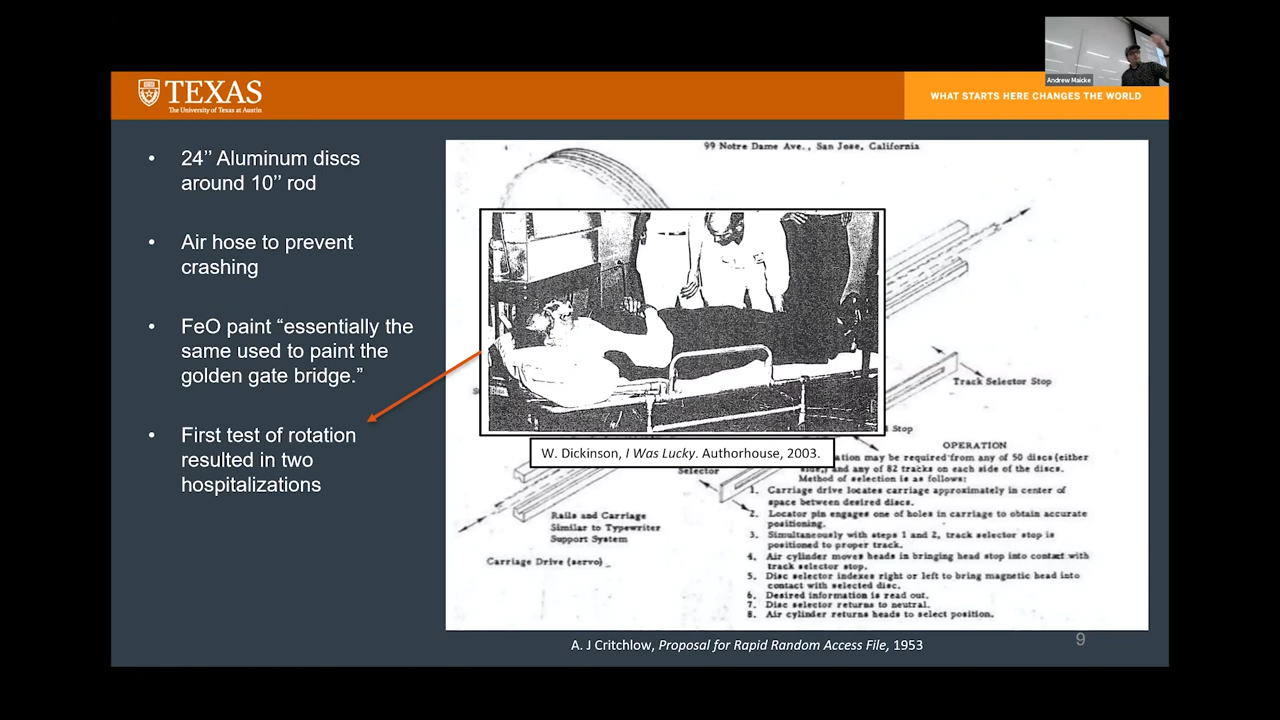 Andrew Maicke
TEXAS
The University of Texas at Austin
WHAT STARTS HERE CHANGES THE WORLD
• 24’’ Aluminum discs
around 10’’ rod
• Air hose to prevent
crashing
• FeO paint “essentially the
same used to paint the
golden gate bridge.”
• First test of rotation
resulted in two
hospitalizations
99 Notre Dame Ave., San Jose, California
Track Selector Stop
Stop
W. Dickinson, I Was Lucky. Authorhouse, 2003.
Selector
Rails and Carriage
Similar to Typewriter
Support System
Carriage Drive (servo)
OPERATION
may be required from any of 50 discs (either
and any of 82 tracks on each side of the discs.
Method of selection is as follows:
1. Carriage drive locates carriage approximately in center of
space between desired discs.
2. Locator pin engages one of holes in carriage to obtain accurate
positioning.
3. Simultaneously with steps 1 and 2, track selector stop is
positioned to proper track.
4. Air cylinder moves heads in bringing head stop into contact with
track selector stop.
5. Disc selector indexes right or left to bring magnetic head into
contact with selected disc.
6. Desired information is read out.
7. Disc selector returns to neutral.
8. Air cylinder returns heads to select position.
A. J Critchlow, Proposal for Rapid Random Access File, 1953
9